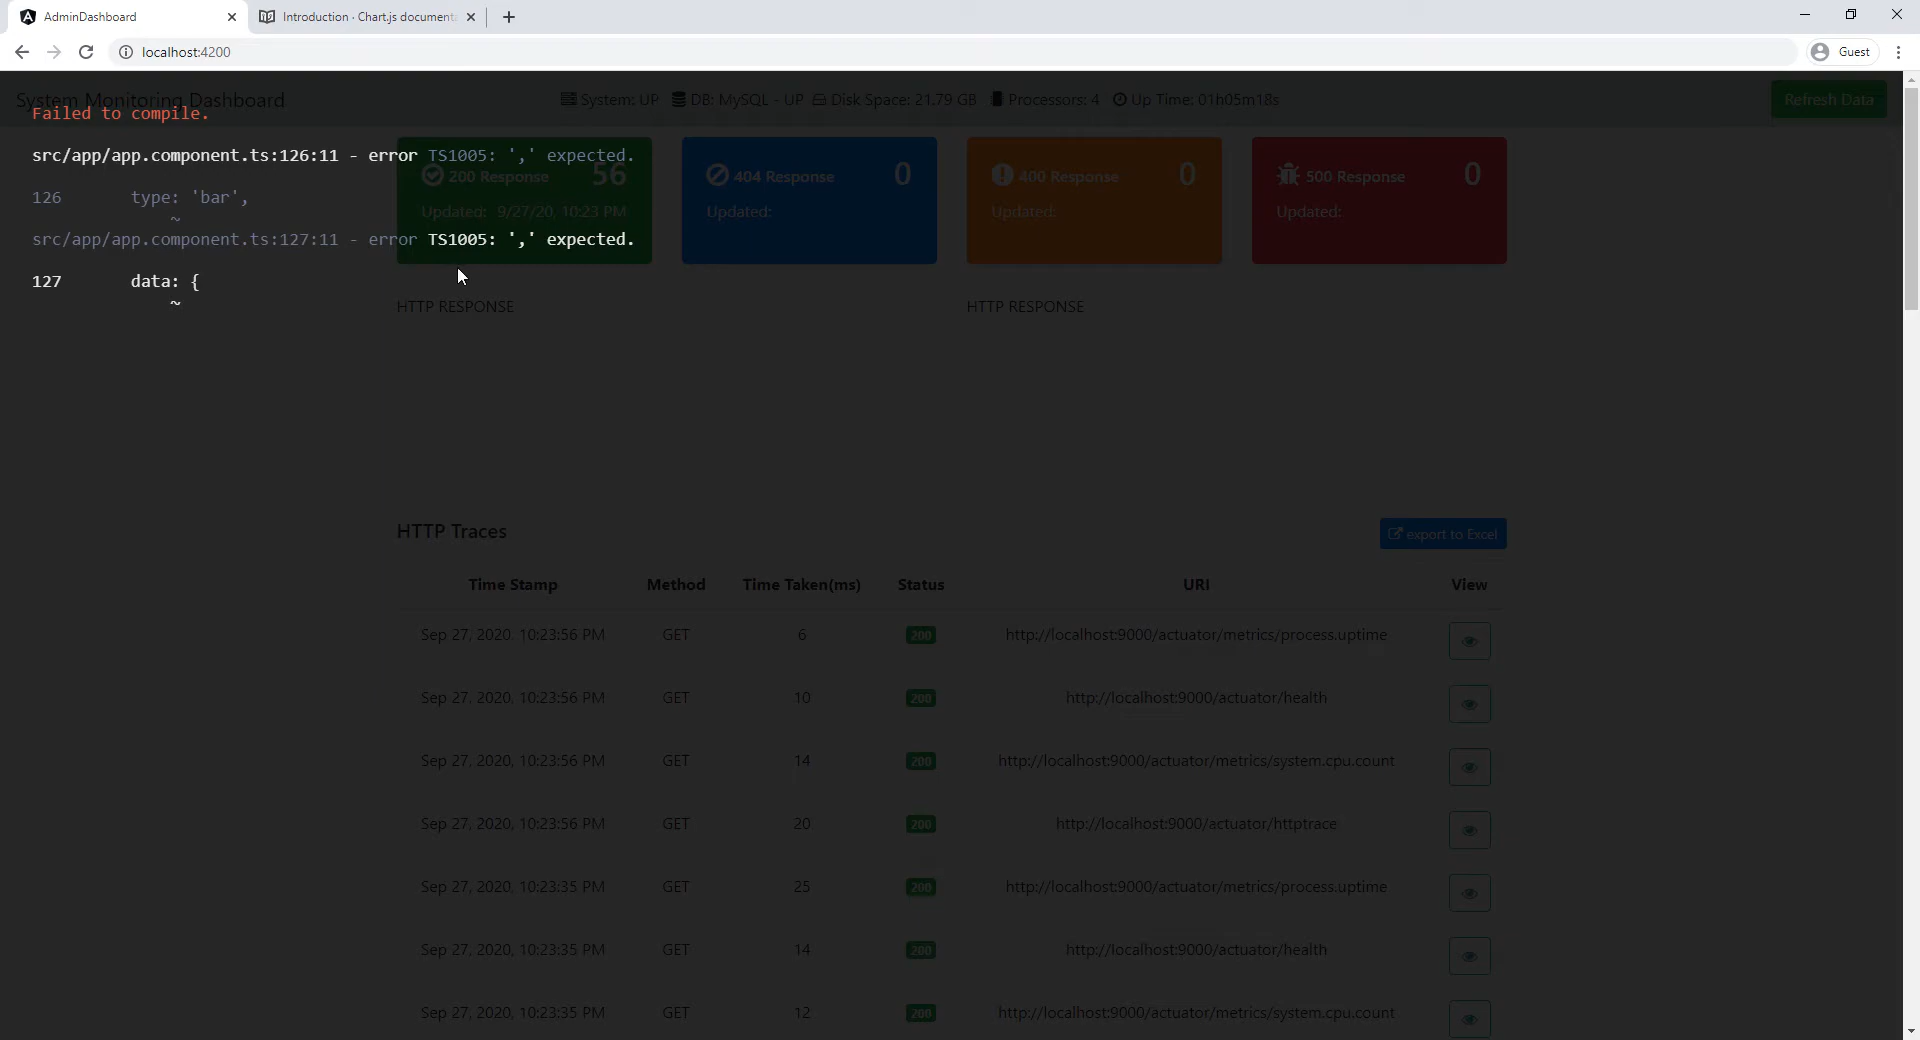 AdminDashboard
Introduction · Chart.js document
localhost:4200
Guest
System Monitoring Dashboard
System: UP DB: MySQL - UP Disk Space: 21.79 GB Processors: 4 Up Time: 01h05m18s
Refresh Data
Failed to compile.
src/app/app.component.ts:126:11 - error TS1005: ',' expected.
200 Response 56
404 Response 0
400 Response 0
500 Response 0
126 type: 'bar',
~
Updated: 9/27/20, 10:23 PM
Updated:
Updated:
Updated:
src/app/app.component.ts:127:11 - error TS1005: ',' expected.
127 data: {
~
HTTP RESPONSE
HTTP RESPONSE
HTTP Traces
export to Excel
Time Stamp Method Time Taken(ms) Status URI View
Sep 27, 2020, 10:23:56 PM GET 6 200 http://localhost:9000/actuator/metrics/process.uptime
Sep 27, 2020, 10:23:56 PM GET 10 200 http://localhost:9000/actuator/health
Sep 27, 2020, 10:23:56 PM GET 14 200 http://localhost:9000/actuator/metrics/system.cpu.count
Sep 27, 2020, 10:23:56 PM GET 20 200 http://localhost:9000/actuator/httptrace
Sep 27, 2020, 10:23:35 PM GET 25 200 http://localhost:9000/actuator/metrics/process.uptime
Sep 27, 2020, 10:23:35 PM GET 14 200 http://localhost:9000/actuator/health
Sep 27, 2020, 10:23:35 PM GET 12 200 http://localhost:9000/actuator/metrics/system.cpu.count